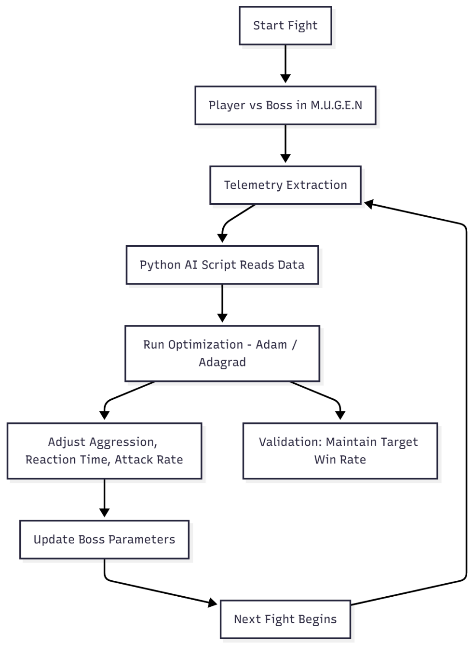 Start Fight
Player vs Boss in M.U.G.E.N
Telemetry Extraction
Python AI Script Reads Data
Run Optimization - Adam /
Adagrad
Adjust Aggression,
Reaction Time, Attack Rate
Validation: Maintain Target
Win Rate
Update Boss Parameters
Next Fight Begins